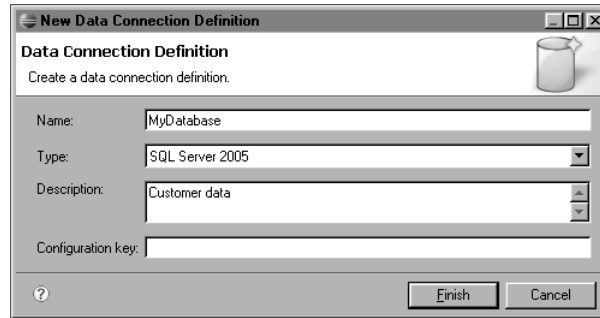 New Data Connection Definition
Data Connection Definition
Create a data connection definition.
Name: MyDatabase
Type: SQL Server 2005
Description: Customer data
Configuration key:
? Finish Cancel